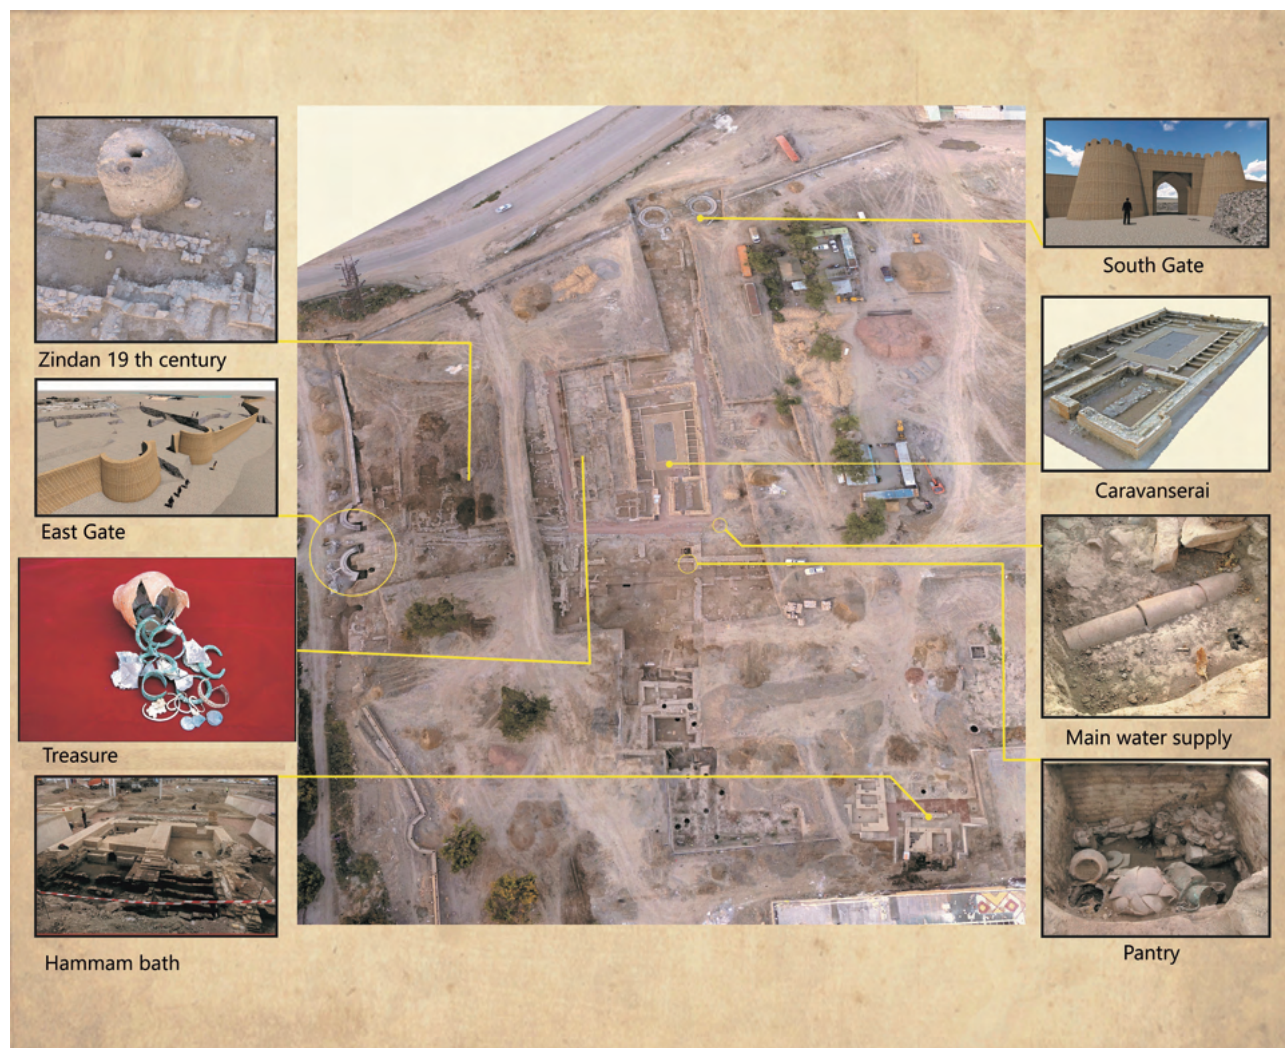 Zindan 19 th century
East Gate
Treasure
Hammam bath
South Gate
Caravanserai
Main water supply
Pantry